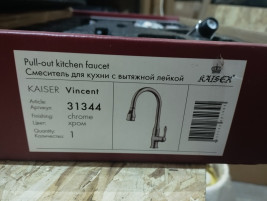 Pull-out kitchen faucet
Смеситель для кухни с вытяжной лейкой
KAISER
KAISER Vincent
Article
Артикул 31344
Finishing chrome
Цвет хром
Quantity
Количество 1